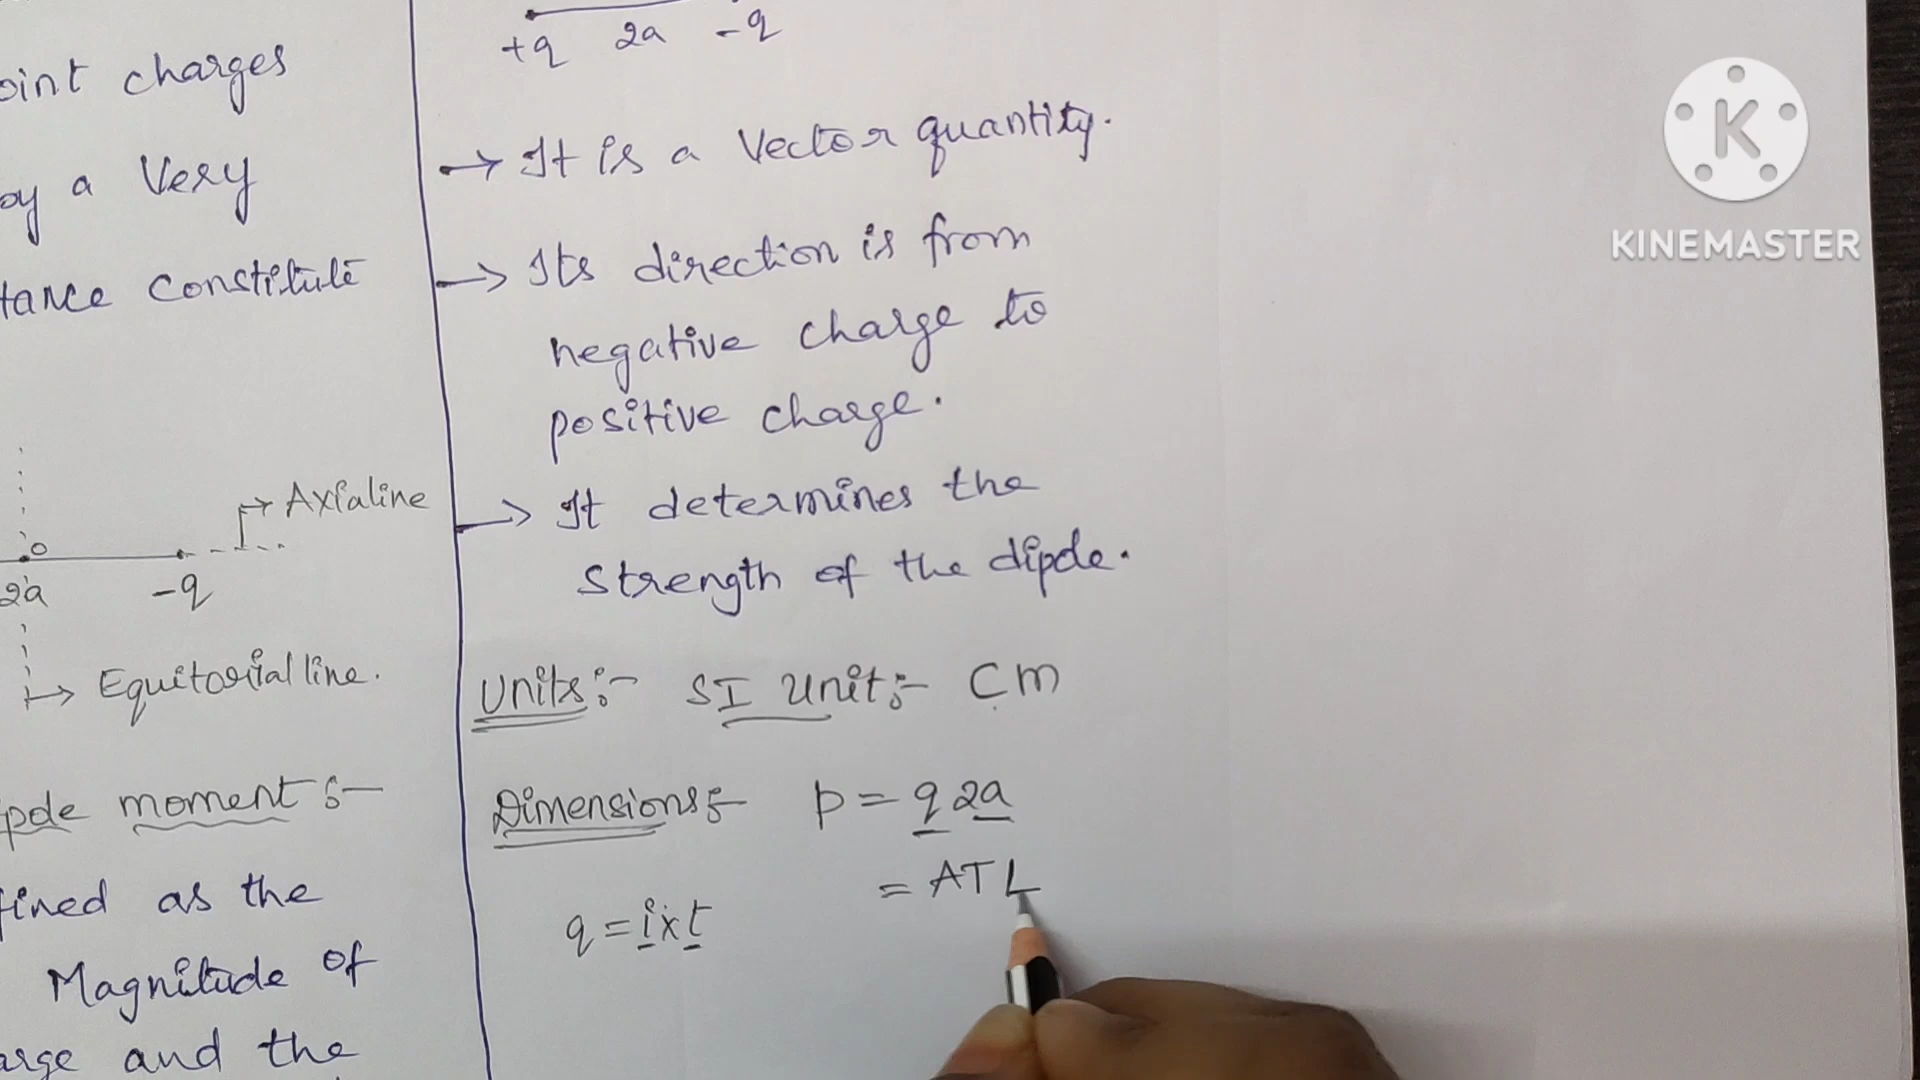 oint charges
by a Very
tance Constitute
Axialine
O
2a -q
Equitorial line.
pole moment :-
fined as the
Magnitude of
arge and the
+q 2a -q
→ It is a Vector quantity.
→ Its direction is from
negative charge to
positive charge.
→ It determines the
Strength of the dipole.
Units:- SI Unit:- Cm
Dimensions:- p = q 2a
= ATL
q = i x t
KINEMASTER